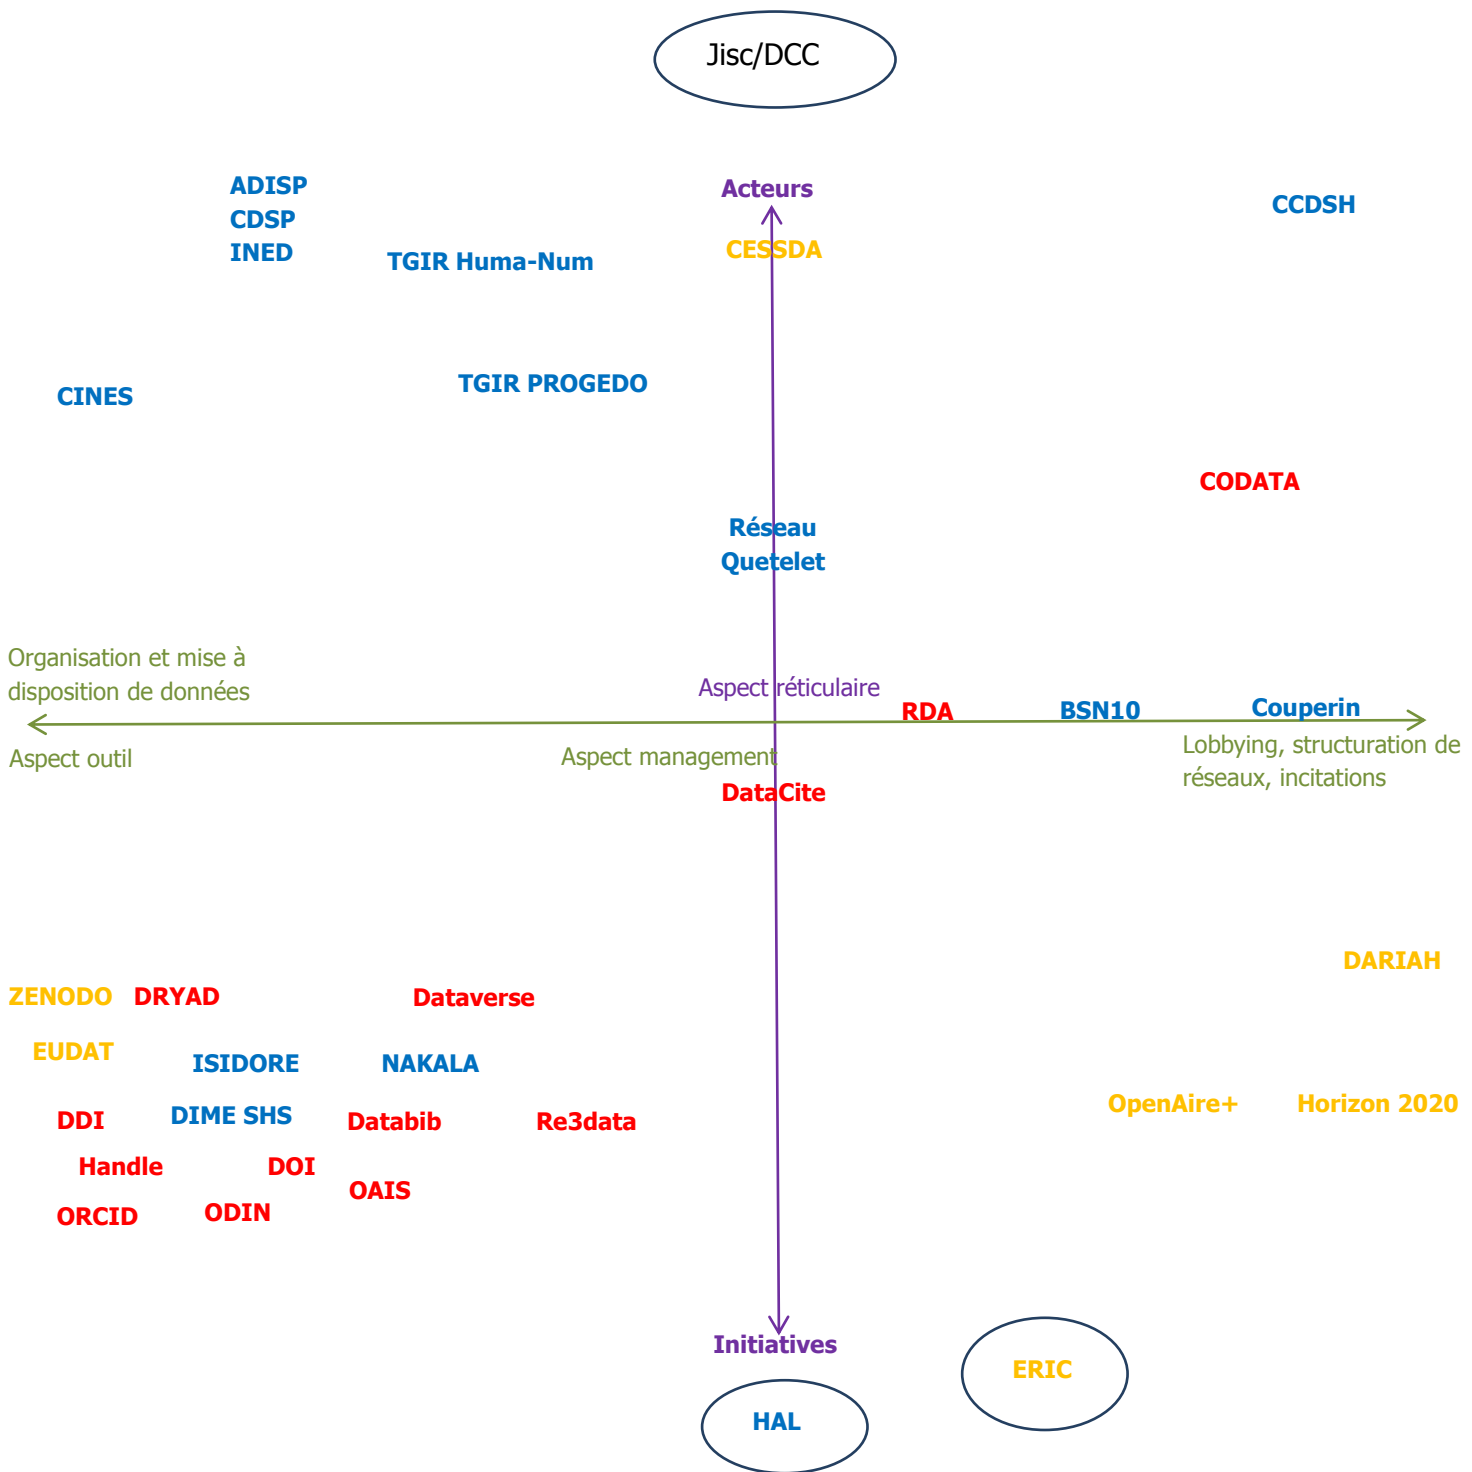 Jisc/DCC
ADISP
CDSP
INED
TGIR Huma-Num
Acteurs
CESSDA
CCDSH
CINES
TGIR PROGEDO
CODATA
Réseau
Quetelet
Organisation et mise à
disposition de données
Aspect réticulaire
RDA
BSN10
Couperin
Aspect outil
Aspect management
Lobbying, structuration de
réseaux, incitations
DataCite
DARIAH
ZENODO
DRYAD
Dataverse
EUDAT
ISIDORE
NAKALA
DDI
DIME SHS
Databib
Re3data
OpenAire+
Horizon 2020
Handle
DOI
OAIS
ORCID
ODIN
Initiatives
ERIC
HAL